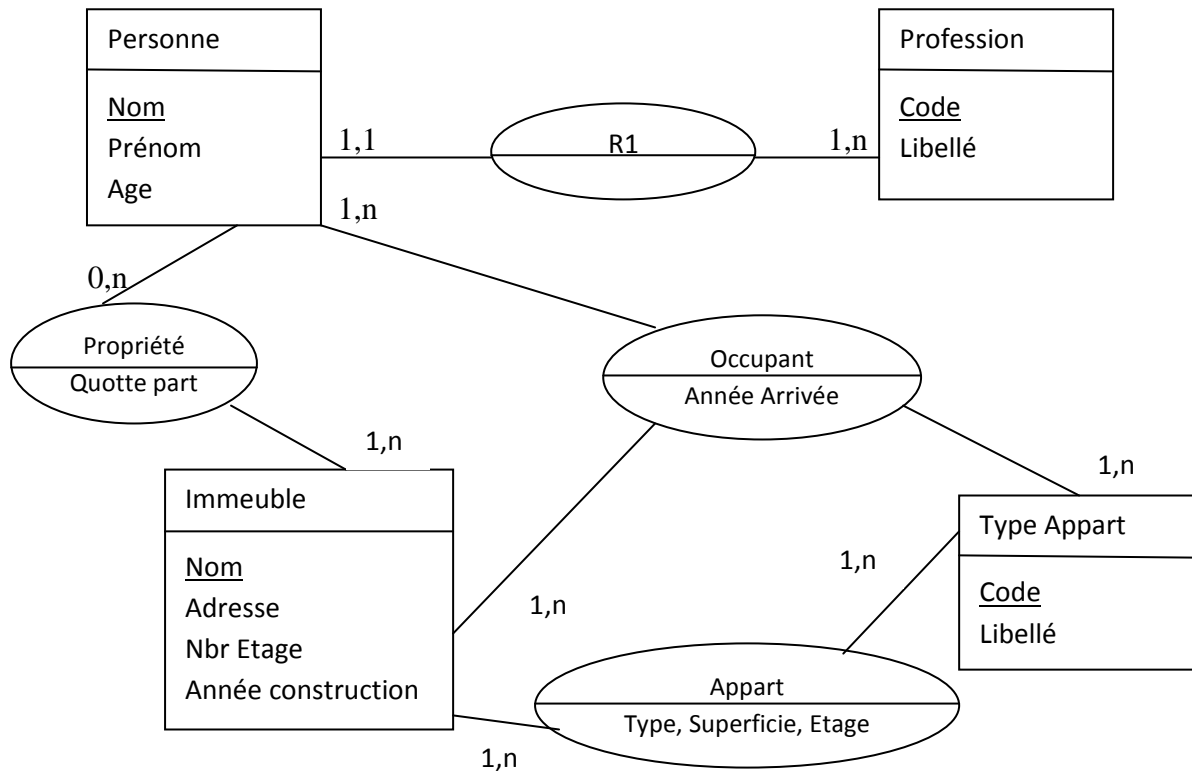 Personne
Profession
Nom
Prénom
Age
1,1
R1
1,n
Code
Libellé
1,n
0,n
Propriété
Quotte part
Occupant
Année Arrivée
1,n
1,n
Immeuble
Type Appart
Nom
Adresse
Nbr Etage
Année construction
1,n
1,n
Code
Libellé
Appart
Type, Superficie, Etage
1,n